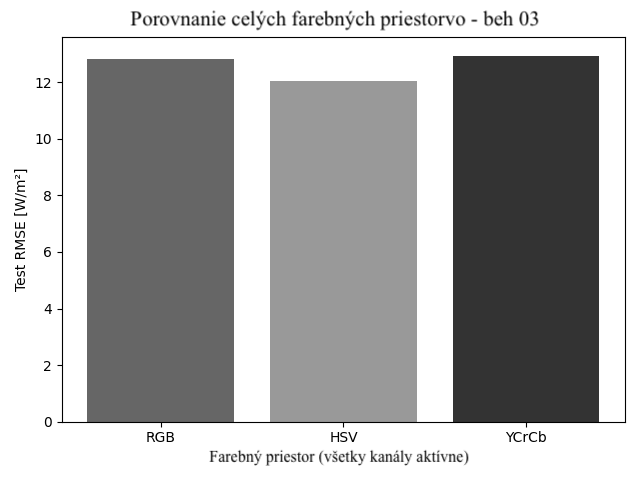 Porovnanie celých farebných priestorvo - beh 03
12
10
8
6
4
2
0
Test RMSE [W/m²]
RGB HSV YCrCb
Farebný priestor (všetky kanály aktívne)